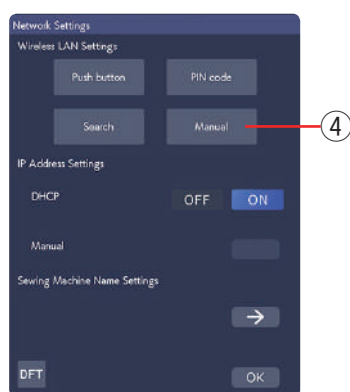 Network Settings
Wireless LAN Settings
Push button PIN code
Search Manual
④
IP Address Settings
DHCP OFF ON
Manual
Sewing Machine Name Settings
→
DFT OK